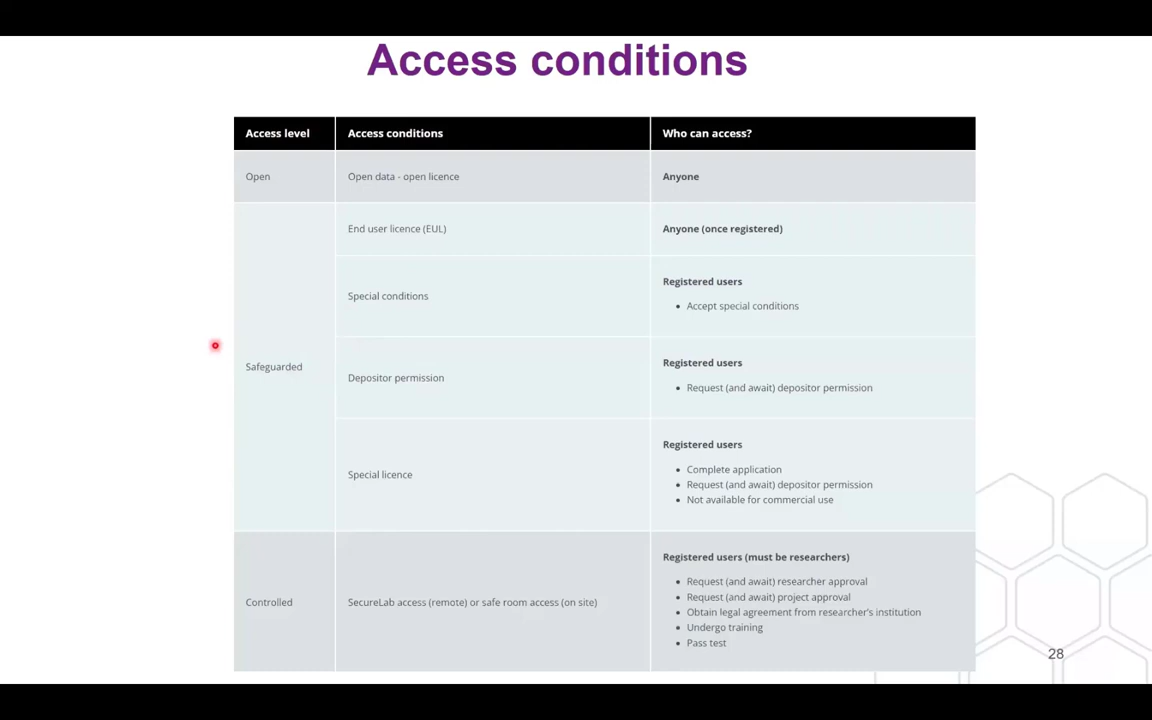 Access conditions
Access level Access conditions Who can access?
Open Open data - open licence Anyone
End user licence (EUL) Anyone (once registered)
Registered users
Special conditions
Accept special conditions
Safeguarded
Registered users
Depositor permission
Request (and await) depositor permission
Registered users
Special licence
Complete application
Request (and await) depositor permission
Not available for commercial use
Registered users (must be researchers)
Controlled SecureLab access (remote) or safe room access (on site)
Request (and await) researcher approval
Request (and await) project approval
Obtain legal agreement from researcher's institution
Undergo training
Pass test
28